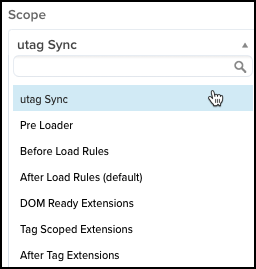 Scope
utag Sync
utag Sync
Pre Loader
Before Load Rules
After Load Rules (default)
DOM Ready Extensions
Tag Scoped Extensions
After Tag Extensions